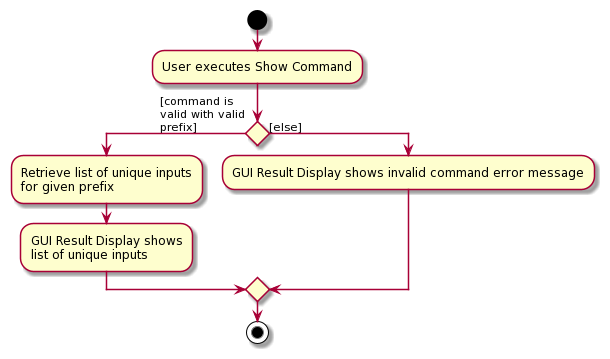 User executes Show Command
[command is
valid with valid
prefix]
[else]
Retrieve list of unique inputs
for given prefix
GUI Result Display shows invalid command error message
GUI Result Display shows
list of unique inputs